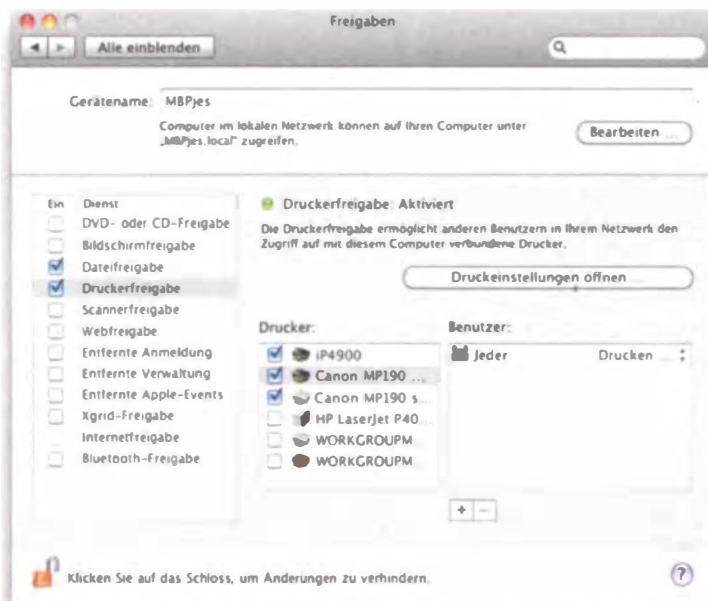 Freigaben
Alle einblenden
Gerätename: MBPjes
Computer im lokalen Netzwerk können auf Ihren Computer unter
„MBPjes.local" zugreifen.
Bearbeiten ...
Ein Dienst
DVD- oder CD-Freigabe
Bildschirmfreigabe
Dateifreigabe
Druckerfreigabe
Scannerfreigabe
Webfreigabe
Entfernte Anmeldung
Entfernte Verwaltung
Entfernte Apple-Events
Xgrid-Freigabe
Internetfreigabe
Bluetooth-Freigabe
Druckerfreigabe: Aktiviert
Die Druckerfreigabe ermöglicht anderen Benutzern in Ihrem Netzwerk den
Zugriff auf mit diesem Computer verbundene Drucker.
Druckeinstellungen öffnen ...
Drucker:
iP4900
Canon MP190 ...
Canon MP190 s...
HP LaserJet P40...
WORKGROUPM
WORKGROUPM
Benutzer:
Jeder Drucken ...
+ −
Klicken Sie auf das Schloss, um Änderungen zu verhindern.
?